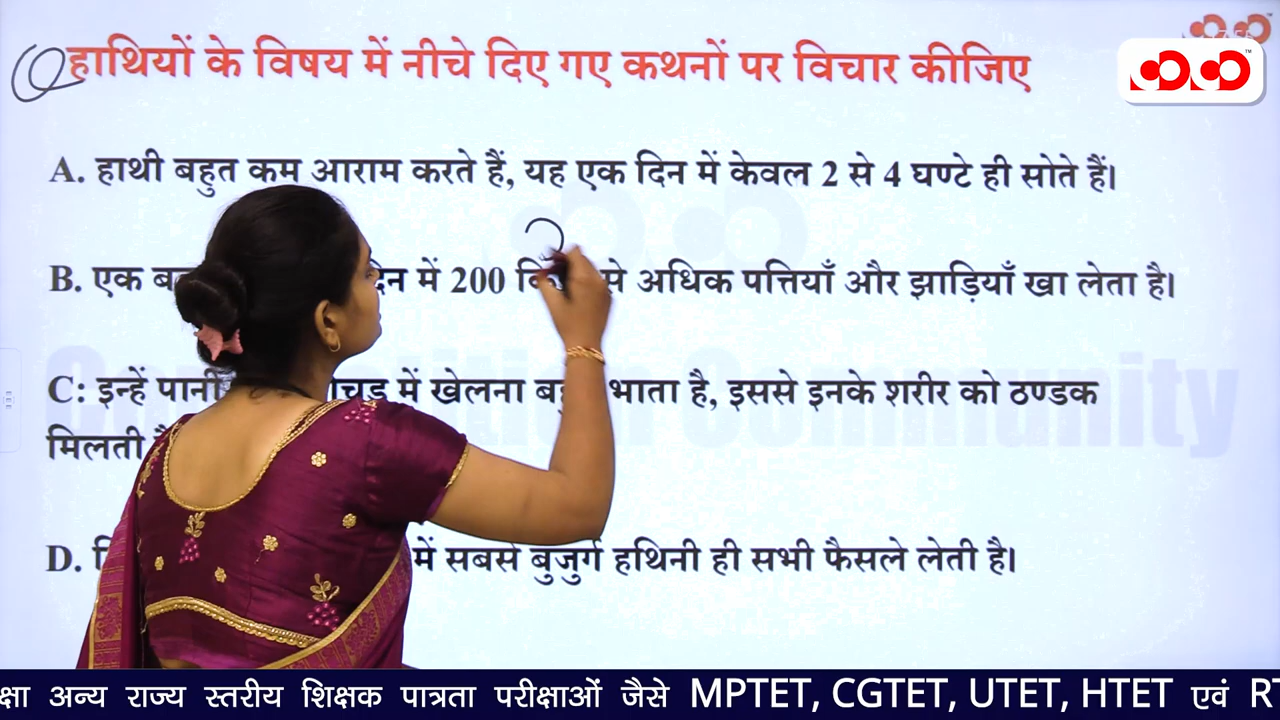 हाथियों के विषय में नीचे दिए गए कथनों पर विचार कीजिए
A. हाथी बहुत कम आराम करते हैं, यह एक दिन में केवल 2 से 4 घण्टे ही सोते हैं।
B. एक में 200 से अधिक पत्तियाँ और झाड़ियाँ खा लेता है।
C: इन्हें पानी में खेलना भाता है, इससे इनके शरीर को ठण्डक
मिलती
D. में सबसे बुजुर्ग हथिनी ही सभी फैसले लेती है।
Competition Community
अन्य राज्य स्तरीय शिक्षक पात्रता परीक्षाओं जैसे MPTET, CGTET, UTET, HTET एवं